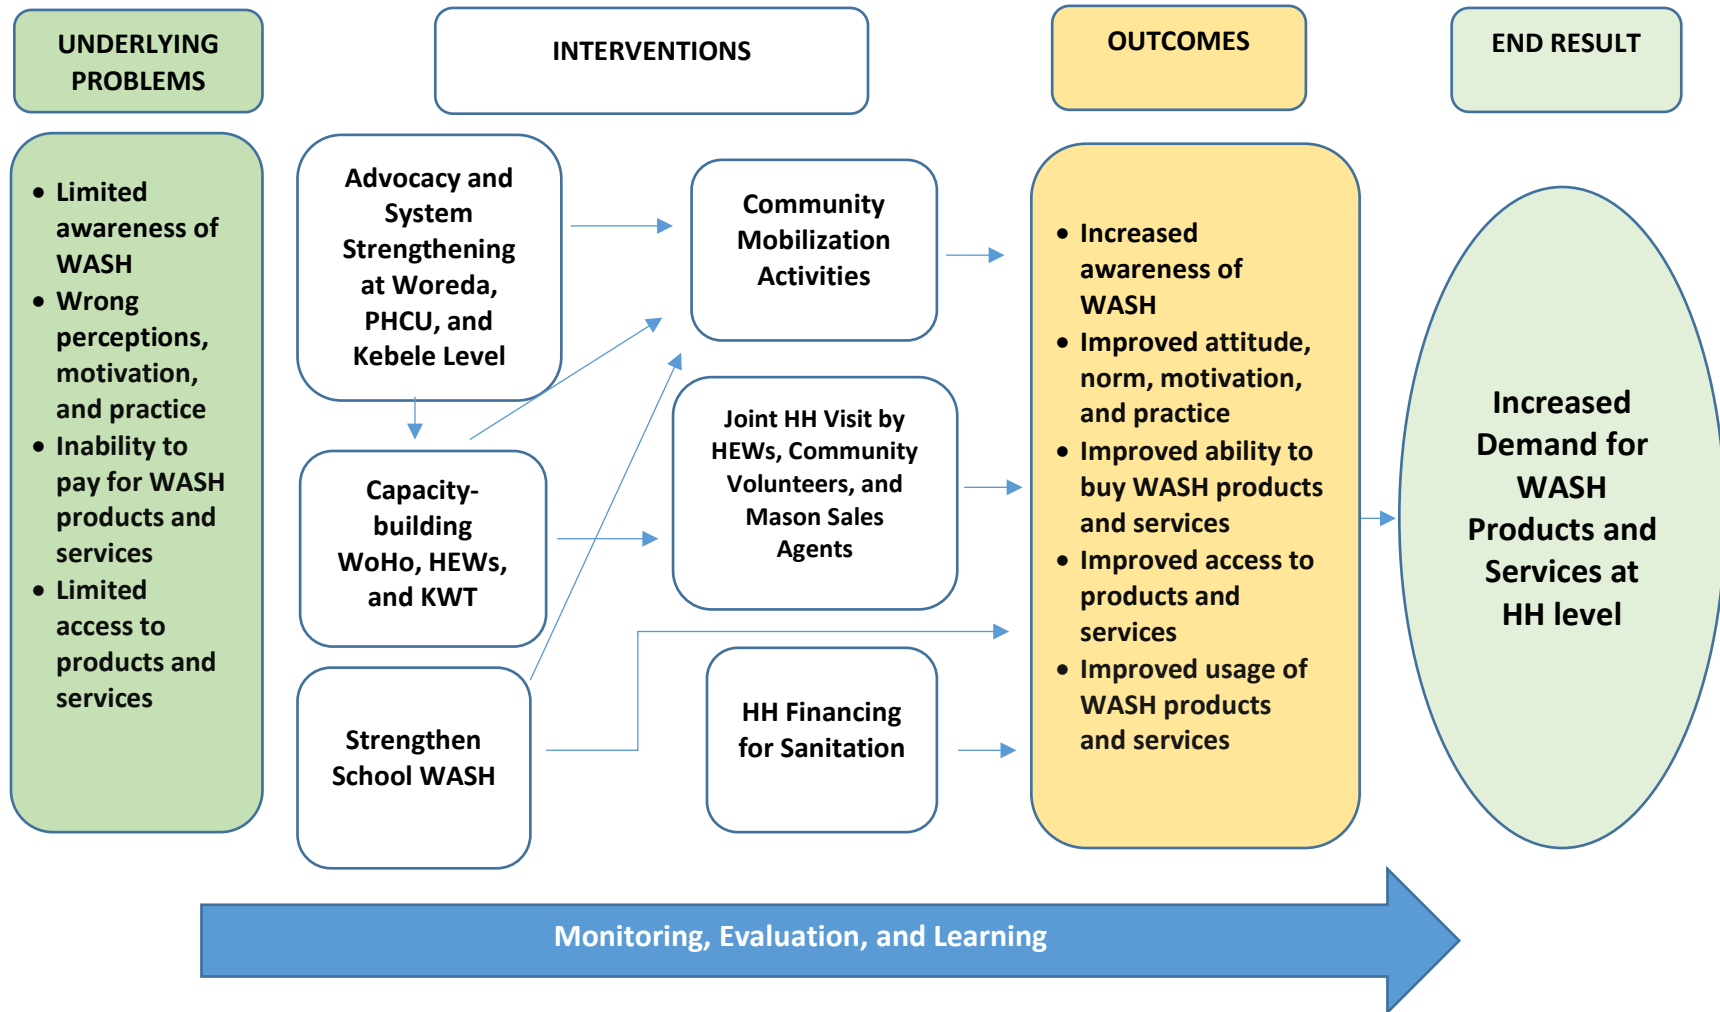 UNDERLYING
PROBLEMS
INTERVENTIONS
OUTCOMES
END RESULT
• Limited
awareness of
WASH
• Wrong
perceptions,
motivation,
and practice
• Inability to
pay for WASH
products and
services
• Limited
access to
products and
services
Advocacy and
System
Strengthening
at Woreda,
PHCU, and
Kebele Level
Capacity-
building
WoHo, HEWs,
and KWT
Strengthen
School WASH
Community
Mobilization
Activities
Joint HH Visit by
HEWs, Community
Volunteers, and
Mason Sales
Agents
HH Financing
for Sanitation
• Increased
awareness of
WASH
• Improved attitude,
norm, motivation,
and practice
• Improved ability to
buy WASH products
and services
• Improved access to
products and
services
• Improved usage of
WASH products
and services
Increased
Demand for
WASH
Products and
Services at
HH level
Monitoring, Evaluation, and Learning